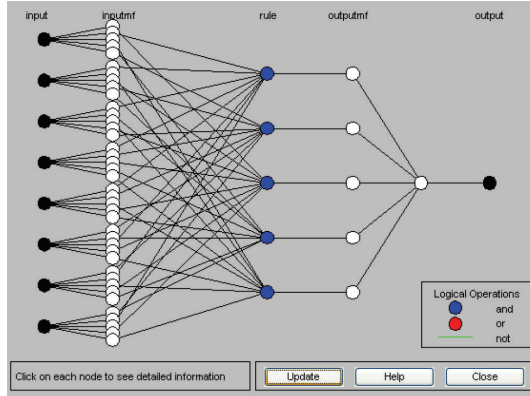 input inputmf rule outputmf output
Logical Operations
and
or
not
Click on each node to see detailed information
Update Help Close